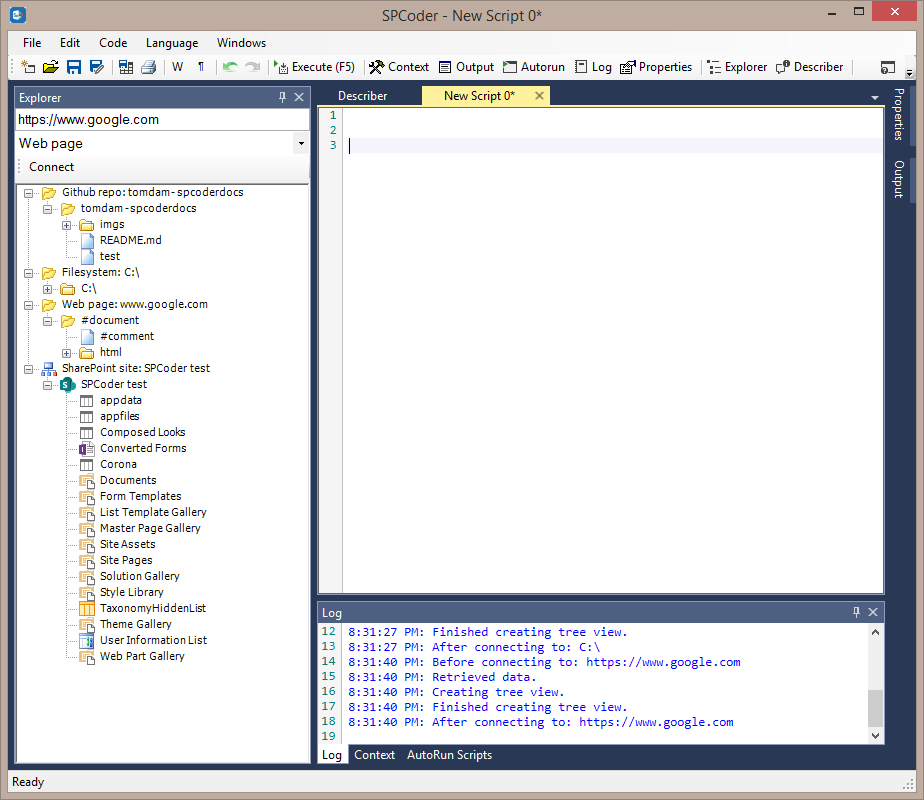 SPCoder - New Script 0*
File Edit Code Language Windows
W ¶ Execute (F5) Context Output Autorun Log Properties Explorer Describer
Explorer
https://www.google.com
Web page
Connect
Github repo: tomdam - spcoderdocs
tomdam - spcoderdocs
imgs
README.md
test
Filesystem: C:\
C:\
Web page: www.google.com
#document
#comment
html
SharePoint site: SPCoder test
SPCoder test
appdata
appfiles
Composed Looks
Converted Forms
Corona
Documents
Form Templates
List Template Gallery
Master Page Gallery
Site Assets
Site Pages
Solution Gallery
Style Library
TaxonomyHiddenList
Theme Gallery
User Information List
Web Part Gallery
Describer New Script 0*
1
2
3
Properties
Output
Log
12 8:31:27 PM: Finished creating tree view.
13 8:31:27 PM: After connecting to: C:\
14 8:31:40 PM: Before connecting to: https://www.google.com
15 8:31:40 PM: Retrieved data.
16 8:31:40 PM: Creating tree view.
17 8:31:40 PM: Finished creating tree view.
18 8:31:40 PM: After connecting to: https://www.google.com
19
Log Context AutoRun Scripts
Ready